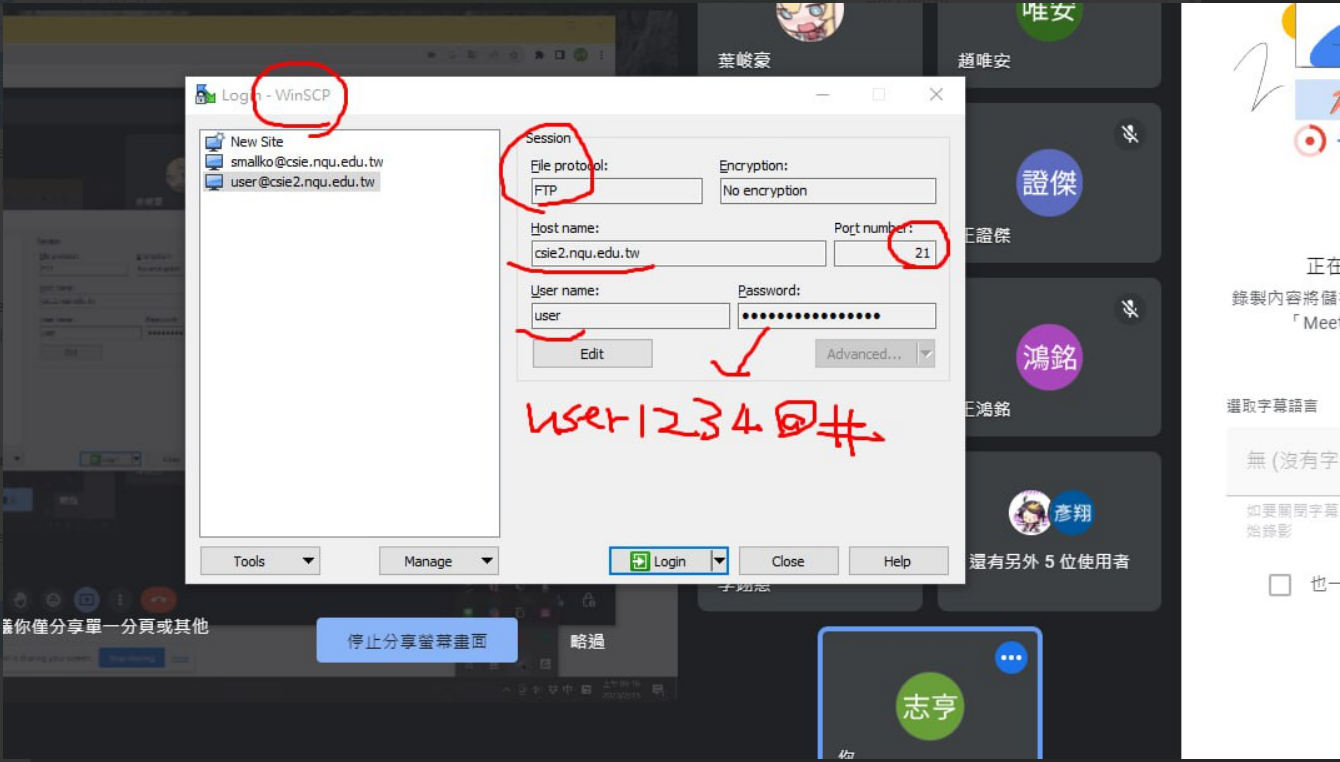 葉峻豪
唯安
趙唯安
Login - WinSCP
New Site
smallko@csie.nqu.edu.tw
user@csie2.nqu.edu.tw
Session
File protocol:
Encryption:
FTP
No encryption
Host name:
Port number:
csie2.nqu.edu.tw
21
User name:
Password:
user
••••••••••••••••
Edit
Advanced...
user1234@#
Tools
Manage
Login
Close
Help
證傑
王證傑
鴻銘
王鴻銘
彥翔
還有另外 5 位使用者
議你僅分享單一分頁或其他
停止分享螢幕畫面
略過
志亨
你
正在
錄製內容將儲
「Meet
選取字幕語言
無 (沒有字
如要關閉字幕
始錄影
也一